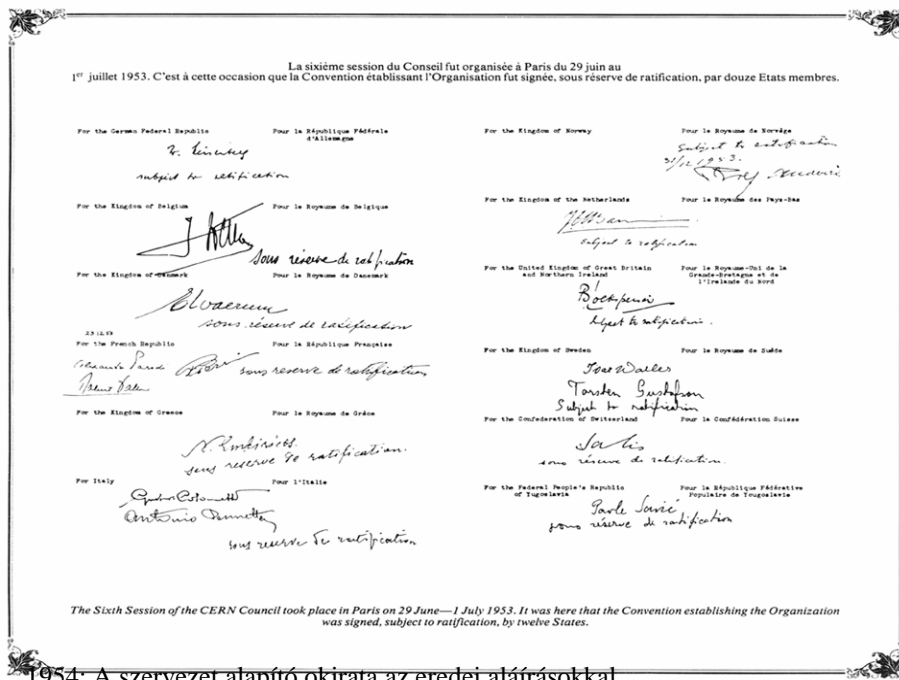 La sixième session du Conseil fut organisée à Paris du 29 juin au
1er juillet 1953. C'est à cette occasion que la Convention établissant l'Organisation fut signée, sous réserve de ratification, par douze Etats membres.
For the German Federal Republic
Pour la République Fédérale
d'Allemagne
subject to ratification
For the Kingdom of Belgium
Pour le Royaume de Belgique
sous réserve de ratification
For the Kingdom of Denmark
Pour le Royaume de Danemark
sous réserve de ratification
23.12.53
For the French Republic
Pour la République Française
sous reserve de ratification
For the Kingdom of Greece
Pour le Royaume de Grèce
sous reserve de ratification.
For Italy
Pour l'Italie
Antonio
sous reserve de ratification
For the Kingdom of Norway
Pour le Royaume de Norvège
Subject to ratification
31/12 1953.
For the Kingdom of the Netherlands
Pour le Royaume des Pays-Bas
subject to ratification
For the United Kingdom of Great Britain
and Northern Ireland
Pour le Royaume-Uni de la
Grande-Bretagne et de
l'Irelande du Nord
subject to ratification.
For the Kingdom of Sweden
Pour le Royaume de Suède
Torsten Gustafson
Subject to ratification
For the Confederation of Switzerland
Pour la Confédération Suisse
sous réserve de ratification.
For the Federal People's Republic
of Yugoslavia
Pour la République Fédérative
Populaire de Yougoslavie
Pavle Savić
sous réserve de ratification
The Sixth Session of the CERN Council took place in Paris on 29 June—1 July 1953. It was here that the Convention establishing the Organization
was signed, subject to ratification, by twelve States.
1954: A szervezet alapító okirata az eredei aláírásokkal